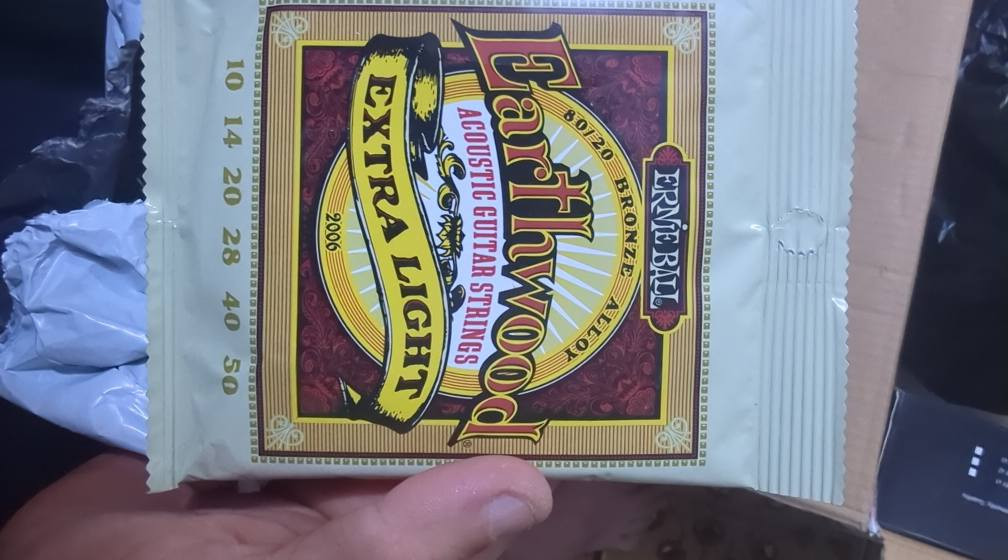 ERNIE BALL®
80/20 BRONZE ALLOY
Earthwood®
ACOUSTIC GUITAR STRINGS
EXTRA LIGHT
2006
10 14 20 28 40 50